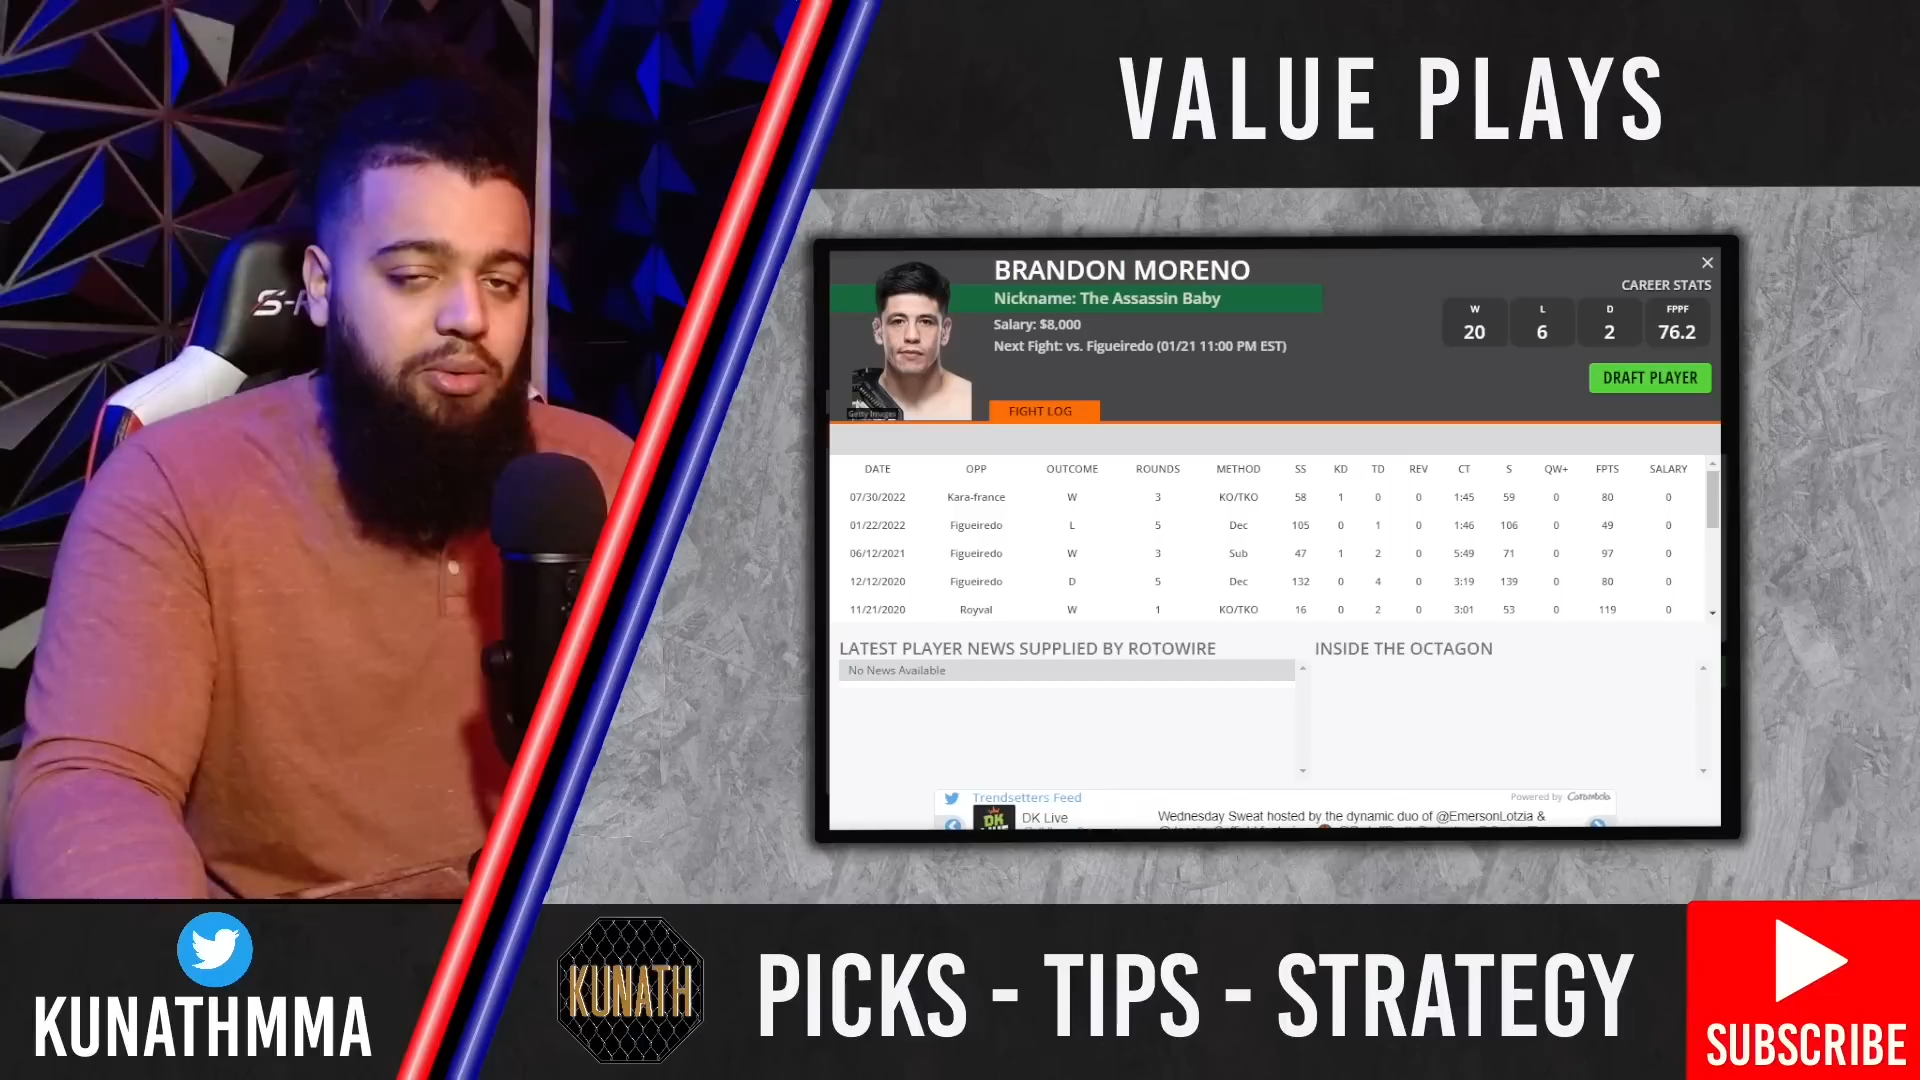 VALUE PLAYS
BRANDON MORENO
Nickname: The Assassin Baby
Salary: $8,000
Next Fight: vs. Figueiredo (01/21 11:00 PM EST)
CAREER STATS
W L D FPPF
20 6 2 76.2
DRAFT PLAYER
Getty Images
FIGHT LOG
DATE OPP OUTCOME ROUNDS METHOD SS KD TD REV CT S QW+ FPTS SALARY
07/30/2022 Kara-france W 3 KO/TKO 58 1 0 0 1:45 59 0 80 0
01/22/2022 Figueiredo L 5 Dec 105 0 1 0 1:46 106 0 49 0
06/12/2021 Figueiredo W 3 Sub 47 1 2 0 5:49 71 0 97 0
12/12/2020 Figueiredo D 5 Dec 132 0 4 0 3:19 139 0 80 0
11/21/2020 Royval W 1 KO/TKO 16 0 2 0 3:01 53 0 119 0
LATEST PLAYER NEWS SUPPLIED BY ROTOWIRE
No News Available
INSIDE THE OCTAGON
Trendsetters Feed
Powered by Carambola
DK
DK Live
Wednesday Sweat hosted by the dynamic duo of @EmersonLotzia &
KUNATHMMA
KUNATH
PICKS - TIPS - STRATEGY
SUBSCRIBE